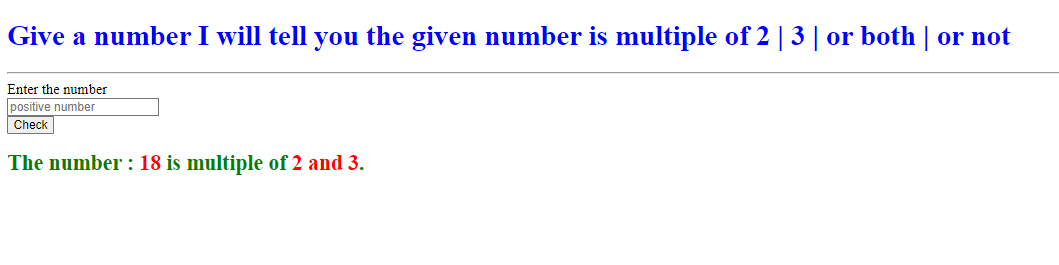 Give a number I will tell you the given number is multiple of 2 | 3 | or both | or not
Enter the number
positive number
Check
The number : 18 is multiple of 2 and 3.